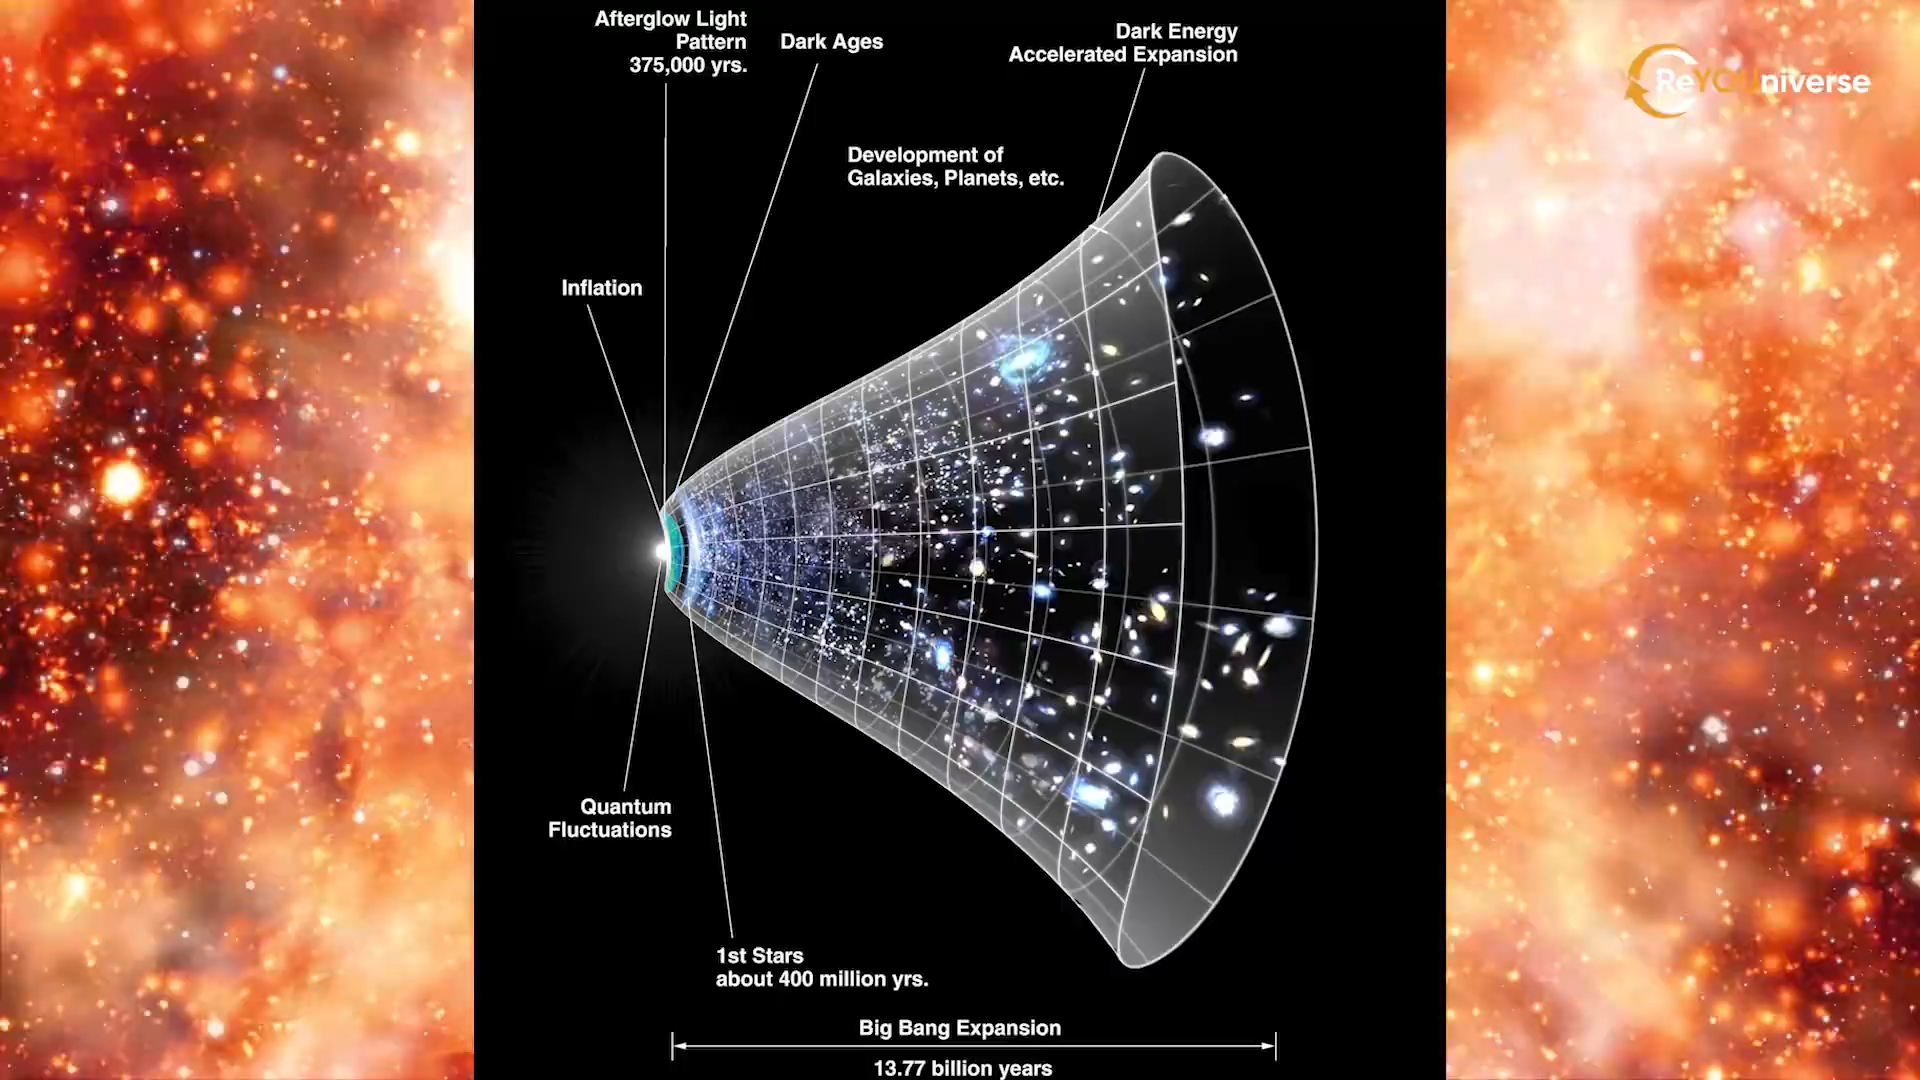 Afterglow Light
Pattern
375,000 yrs.
Dark Ages
Dark Energy
Accelerated Expansion
ReYOUniverse
Development of
Galaxies, Planets, etc.
Inflation
Quantum
Fluctuations
1st Stars
about 400 million yrs.
Big Bang Expansion
13.77 billion years